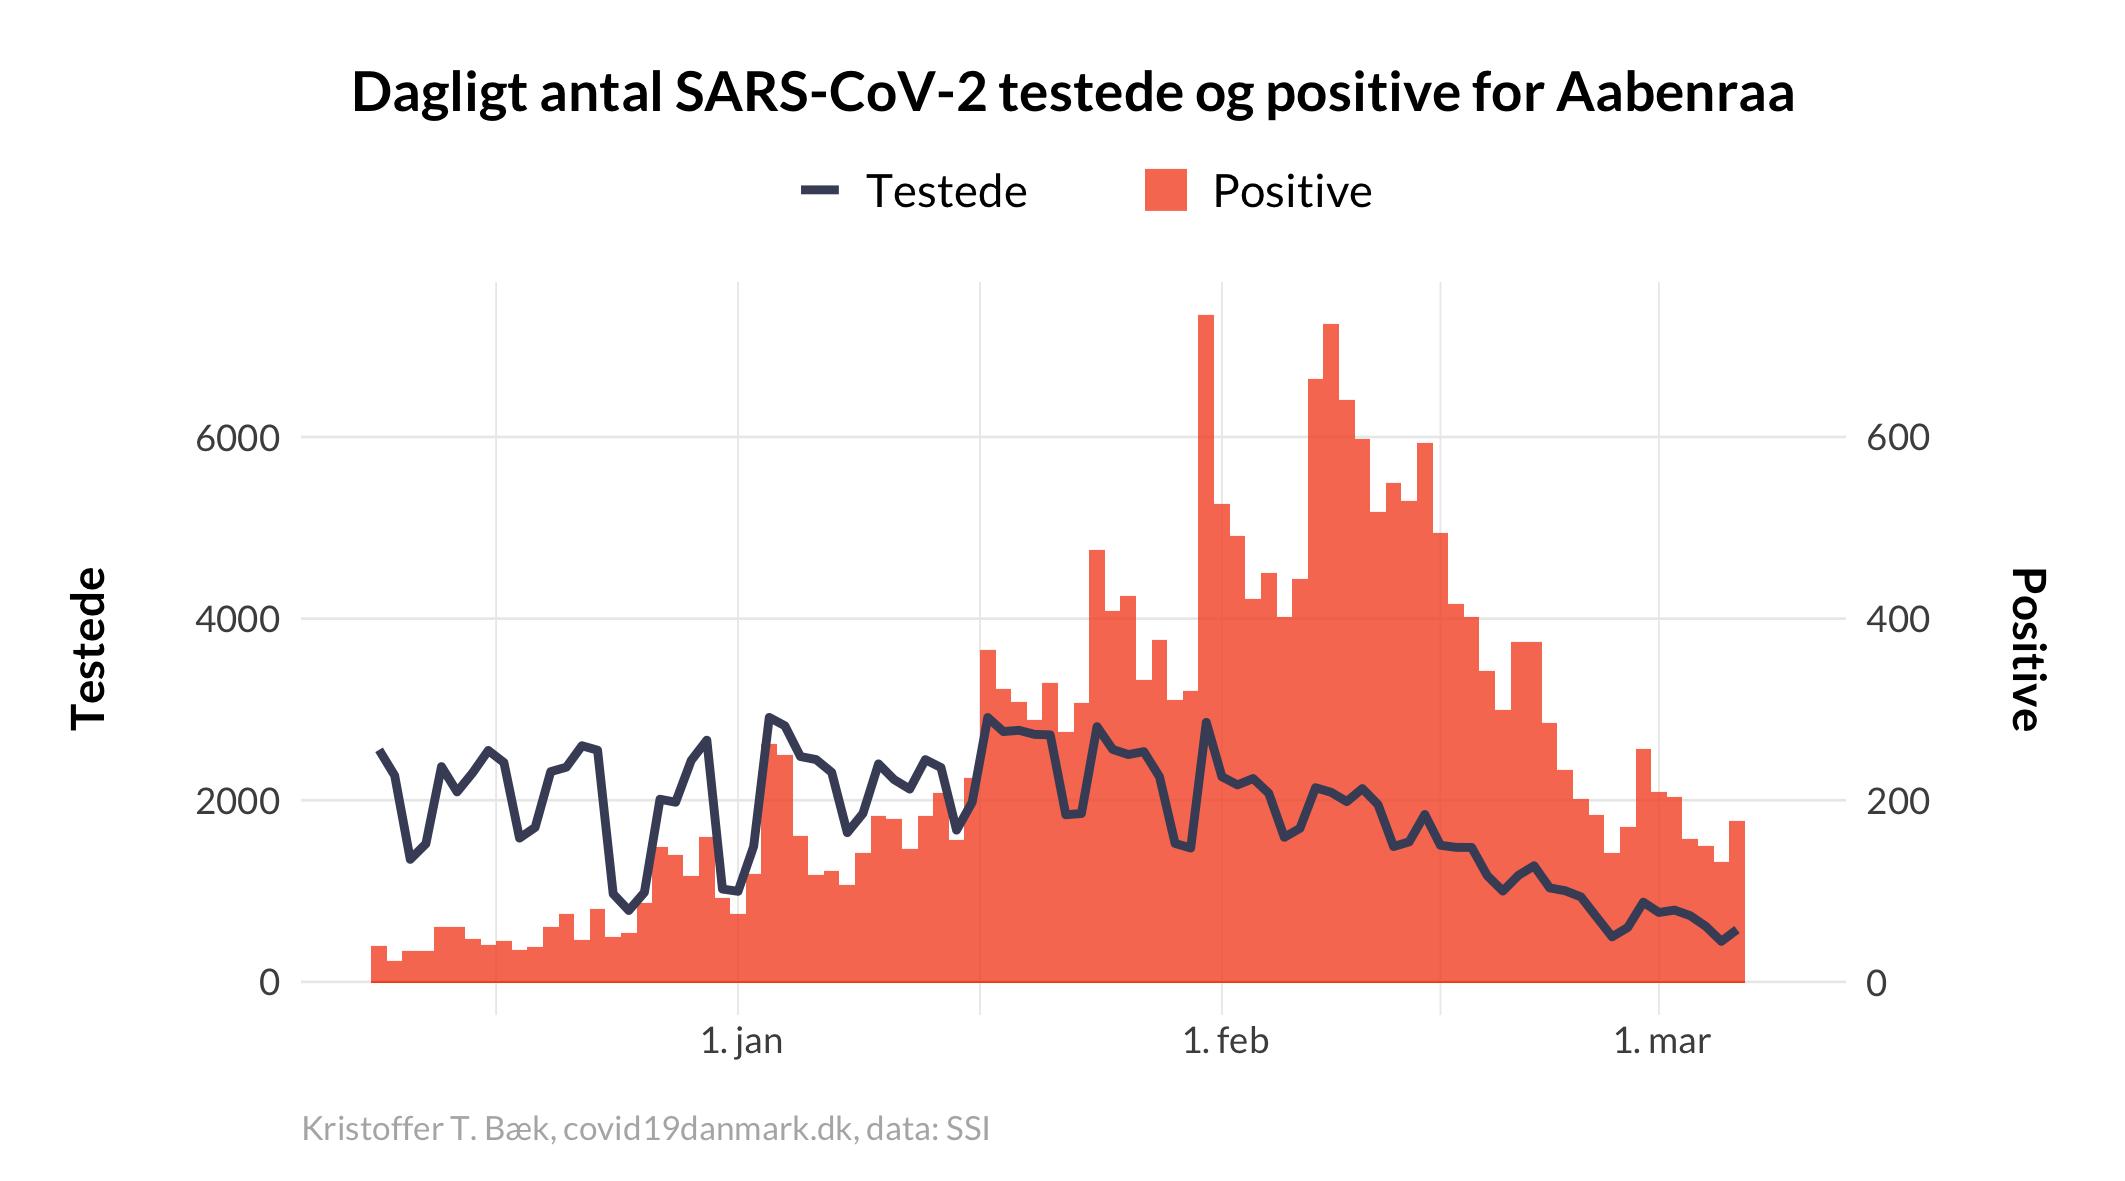 Dagligt antal SARS-CoV-2 testede og positive for Aabenraa
Testede Positive
6000 600
4000 400
2000 200
0 0
Testede
Positive
1. jan 1. feb 1. mar
Kristoffer T. Bæk, covid19danmark.dk, data: SSI